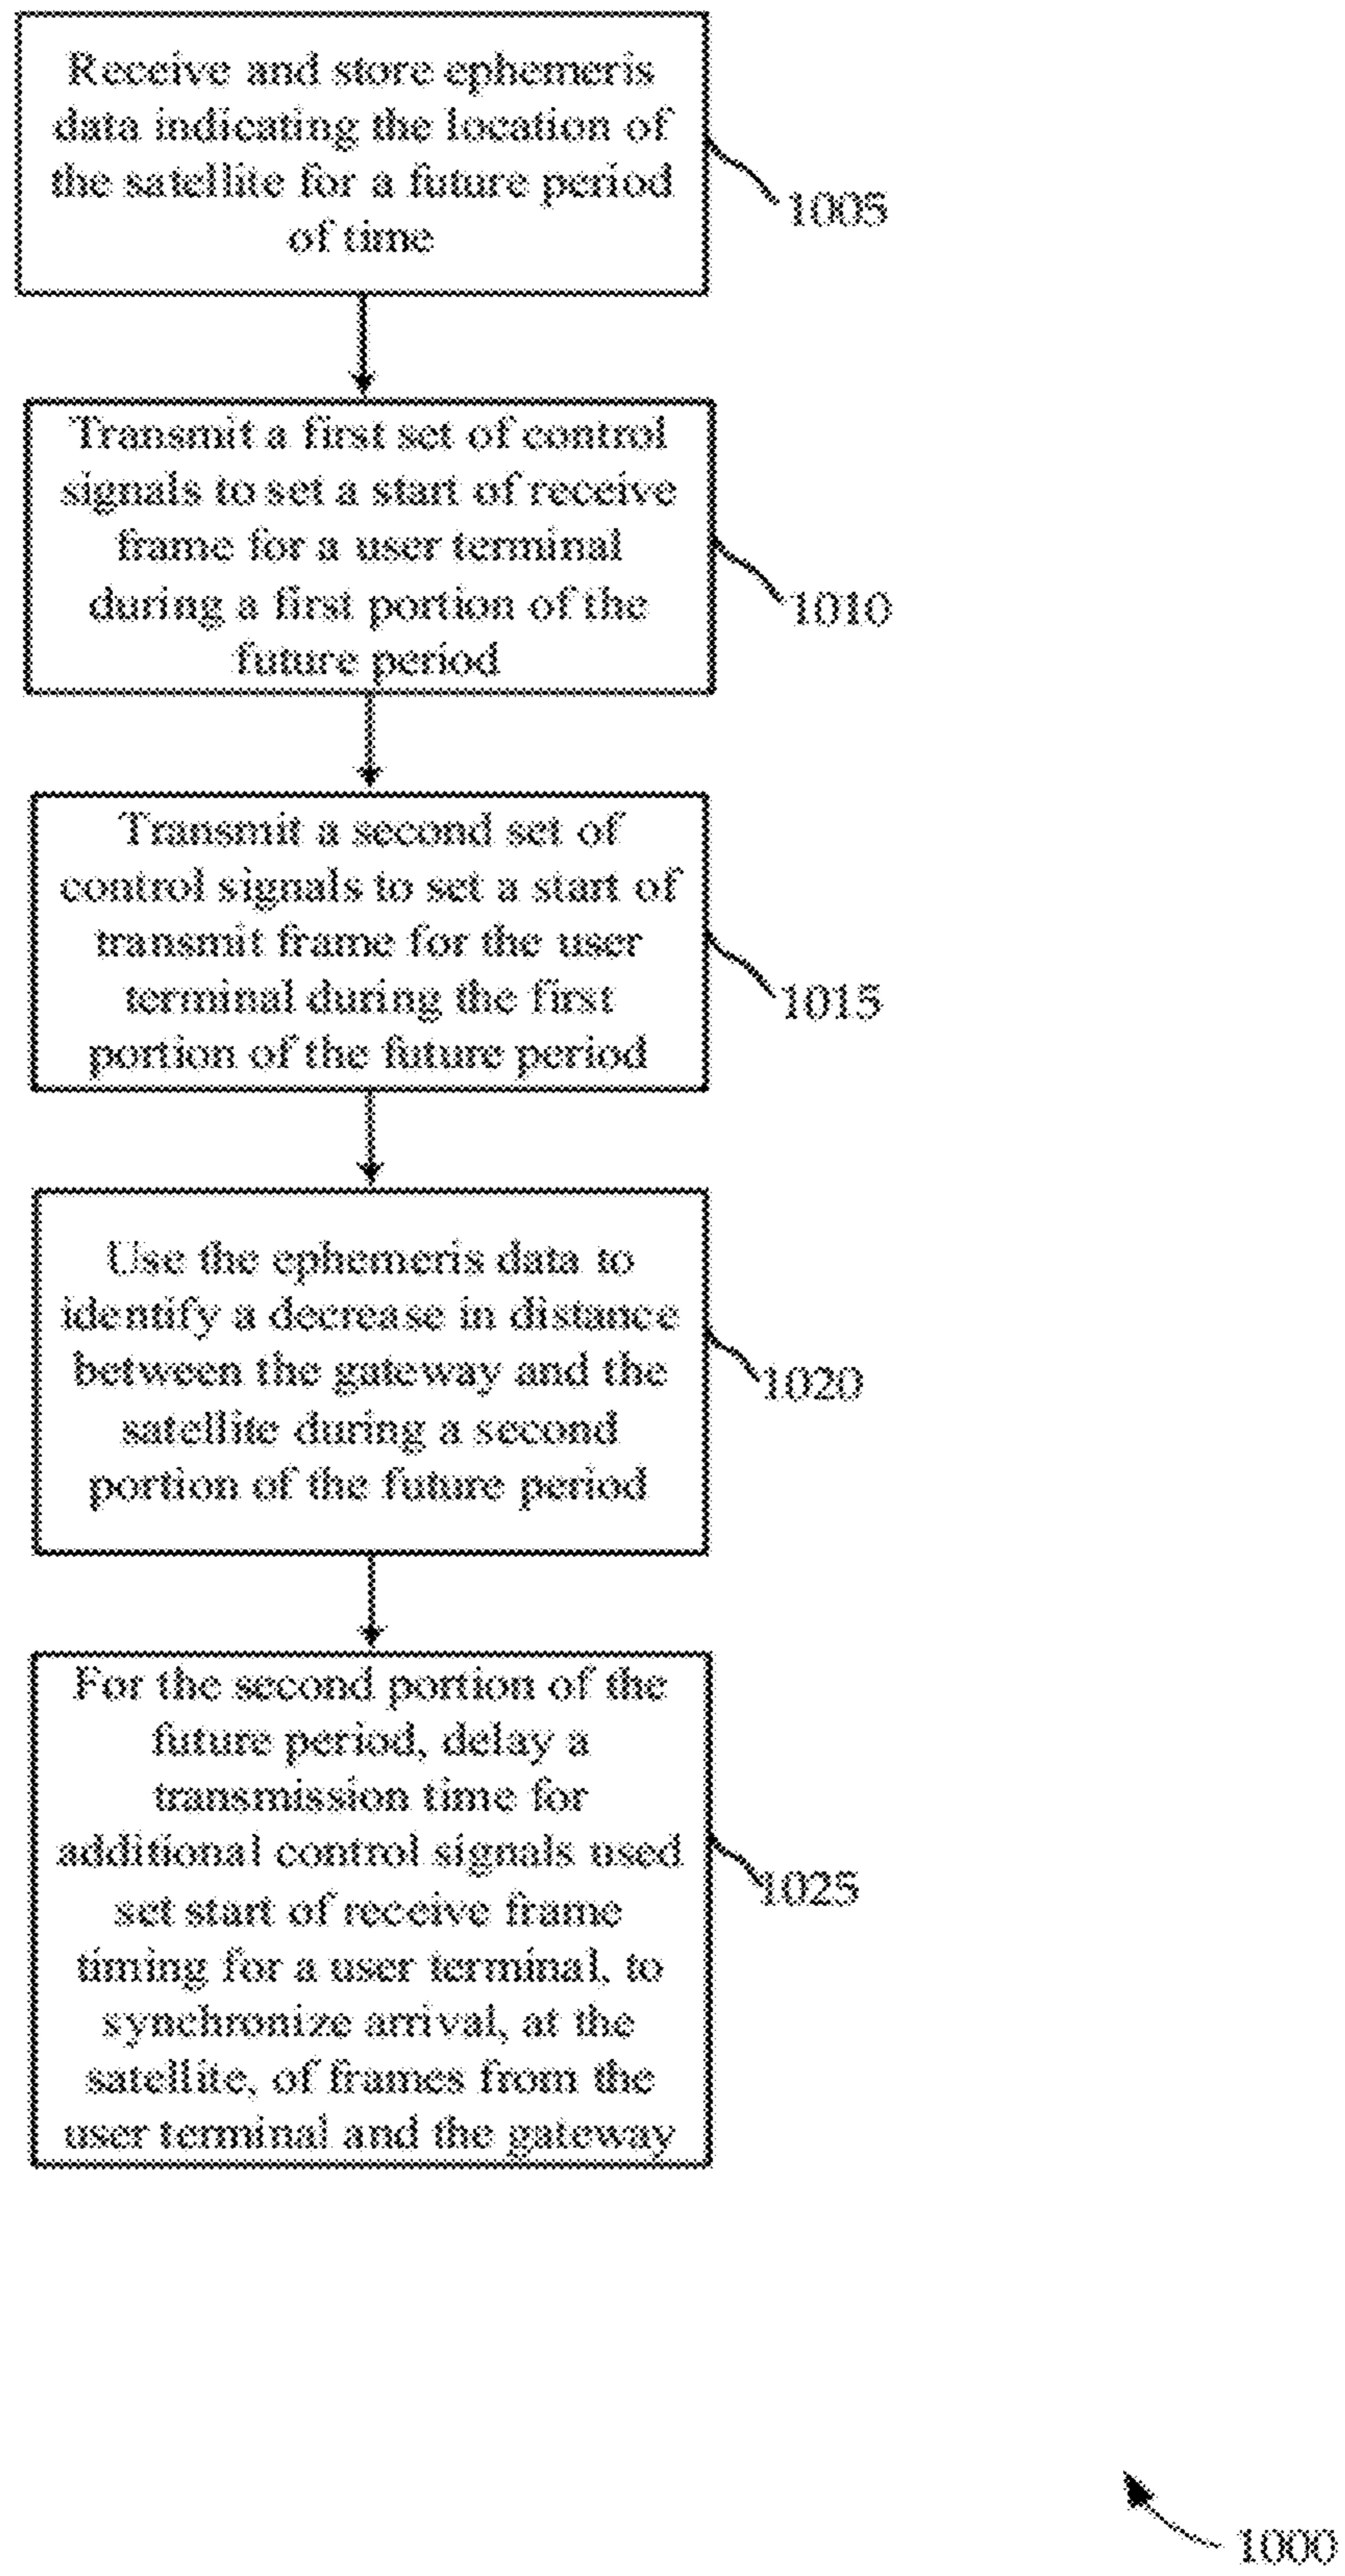 Receive and store ephemeris
data indicating the location of
the satellite for a future period
of time
1005
Transmit a first set of control
signals to set a start of receive
frame for a user terminal
during a first portion of the
future period
1010
Transmit a second set of
control signals to set a start of
transmit frame for the user
terminal during the first
portion of the future period
1015
Use the ephemeris data to
identify a decrease in distance
between the gateway and the
satellite during a second
portion of the future period
1020
For the second portion of the
future period, delay a
transmission time for
additional control signals used
set start of receive frame
timing for a user terminal, to
synchronize arrival, at the
satellite, of frames from the
user terminal and the gateway
1025
1000